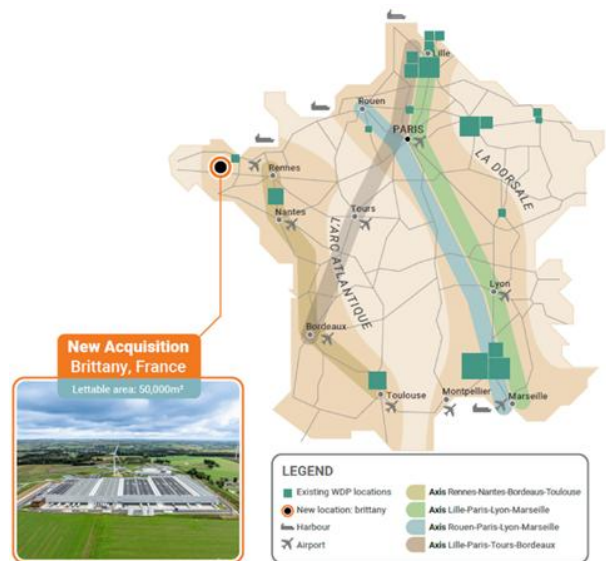 Lille
Rouen
PARIS
LA DORSALE
Rennes
Nantes
Tours
L'ARC ATLANTIQUE
Lyon
Bordeaux
Toulouse
Montpellier
Marseille
New Acquisition
Brittany, France
Lettable area: 50,000m²
LEGEND
Existing WDP locations
New location: brittany
Harbour
Airport
Axis Rennes-Nantes-Bordeaux-Toulouse
Axis Lille-Paris-Lyon-Marseille
Axis Rouen-Paris-Lyon-Marseille
Axis Lille-Paris-Tours-Bordeaux